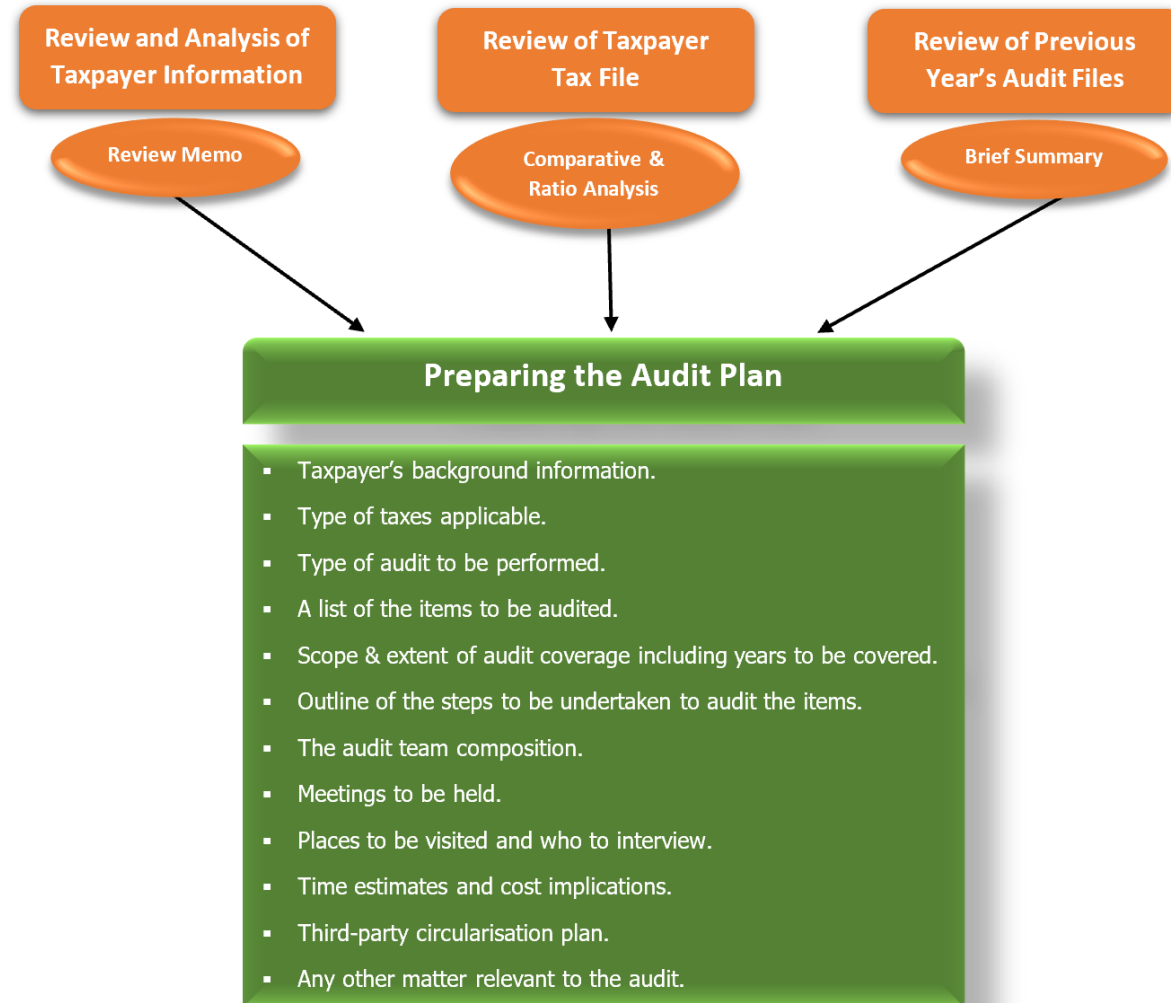 Review and Analysis of
Taxpayer Information
Review Memo
Review of Taxpayer
Tax File
Comparative &
Ratio Analysis
Review of Previous
Year’s Audit Files
Brief Summary
Preparing the Audit Plan
▪ Taxpayer’s background information.
▪ Type of taxes applicable.
▪ Type of audit to be performed.
▪ A list of the items to be audited.
▪ Scope & extent of audit coverage including years to be covered.
▪ Outline of the steps to be undertaken to audit the items.
▪ The audit team composition.
▪ Meetings to be held.
▪ Places to be visited and who to interview.
▪ Time estimates and cost implications.
▪ Third-party circularisation plan.
▪ Any other matter relevant to the audit.